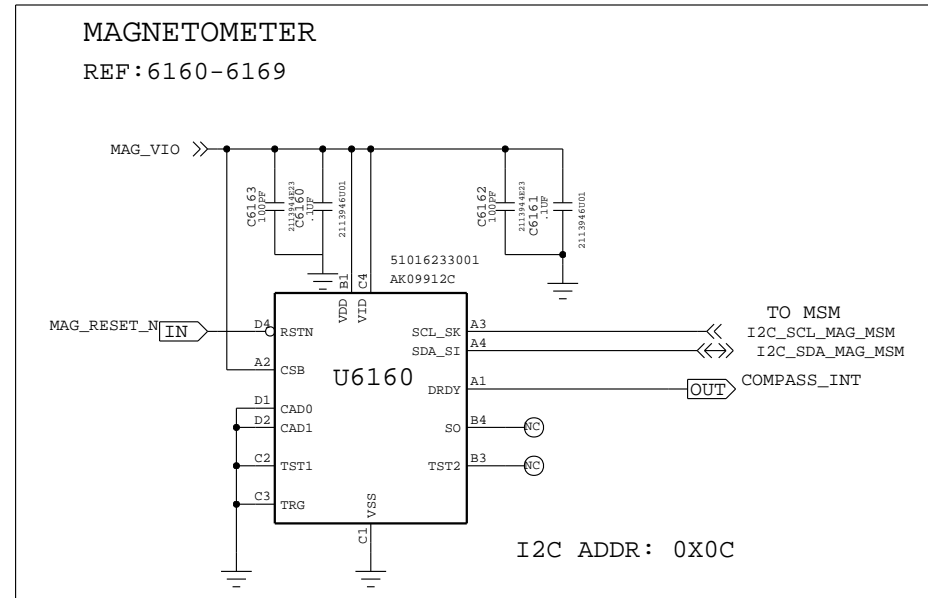 MAGNETOMETER
REF:6160-6169
MAG_VIO
C6163
100PF
2113944E23
C6160
.1UF
2113946U01
C6162
100PF
2113944E23
C6161
.1UF
2113946U01
51016233001
AK09912C
VDD B1
VID C4
MAG_RESET_N
IN
D4
RSTN
A2
CSB
U6160
D1
CAD0
D2
CAD1
C2
TST1
C3
TRG
VSS
C1
SCL_SK
A3
SDA_SI
A4
DRDY
A1
SO
B4
NC
TST2
B3
NC
TO MSM
I2C_SCL_MAG_MSM
I2C_SDA_MAG_MSM
OUT
COMPASS_INT
I2C ADDR: 0X0C